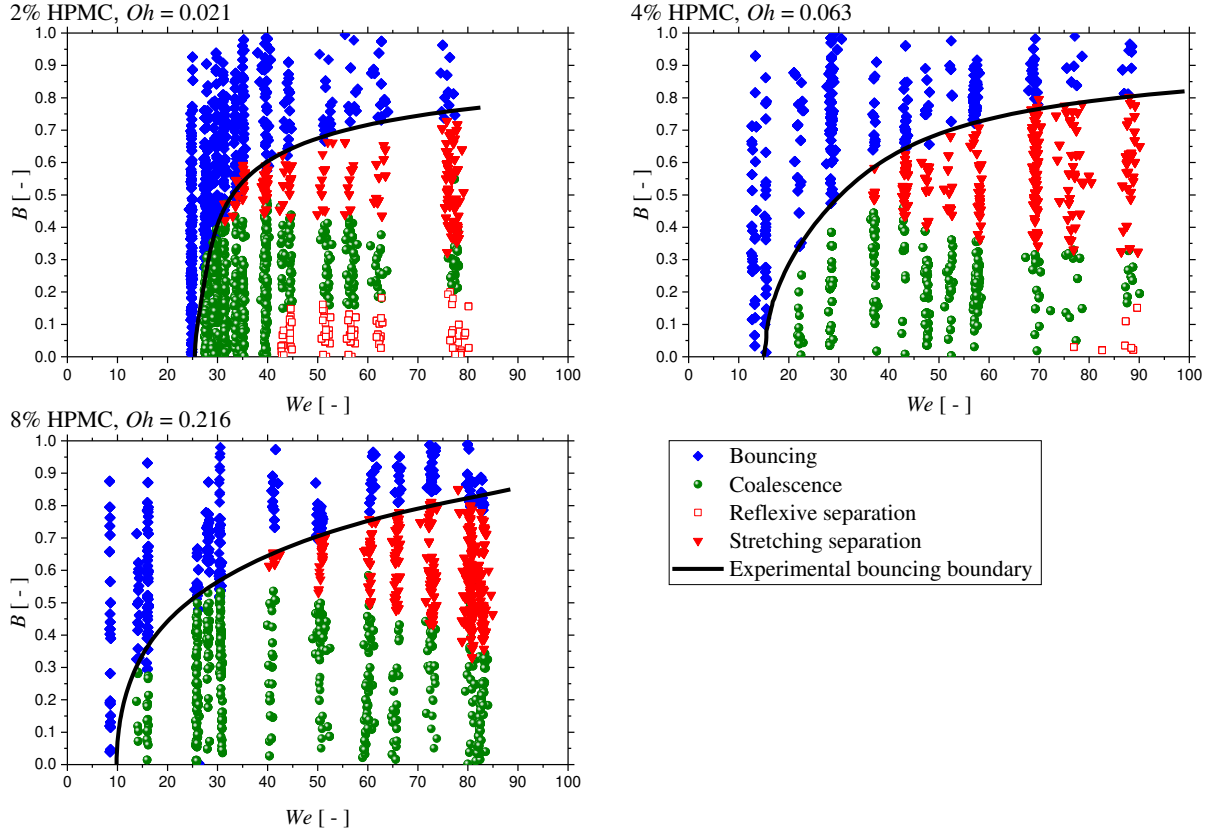 2% HPMC, Oh = 0.021
1.0
0.9
0.8
0.7
0.6
0.5
0.4
0.3
0.2
0.1
0.0
B [ - ]
0 10 20 30 40 50 60 70 80 90 100
We [ - ]
4% HPMC, Oh = 0.063
1.0
0.9
0.8
0.7
0.6
0.5
0.4
0.3
0.2
0.1
0.0
B [ - ]
0 10 20 30 40 50 60 70 80 90 100
We [ - ]
8% HPMC, Oh = 0.216
1.0
0.9
0.8
0.7
0.6
0.5
0.4
0.3
0.2
0.1
0.0
B [ - ]
0 10 20 30 40 50 60 70 80 90 100
We [ - ]
Bouncing
Coalescence
Reflexive separation
Stretching separation
Experimental bouncing boundary